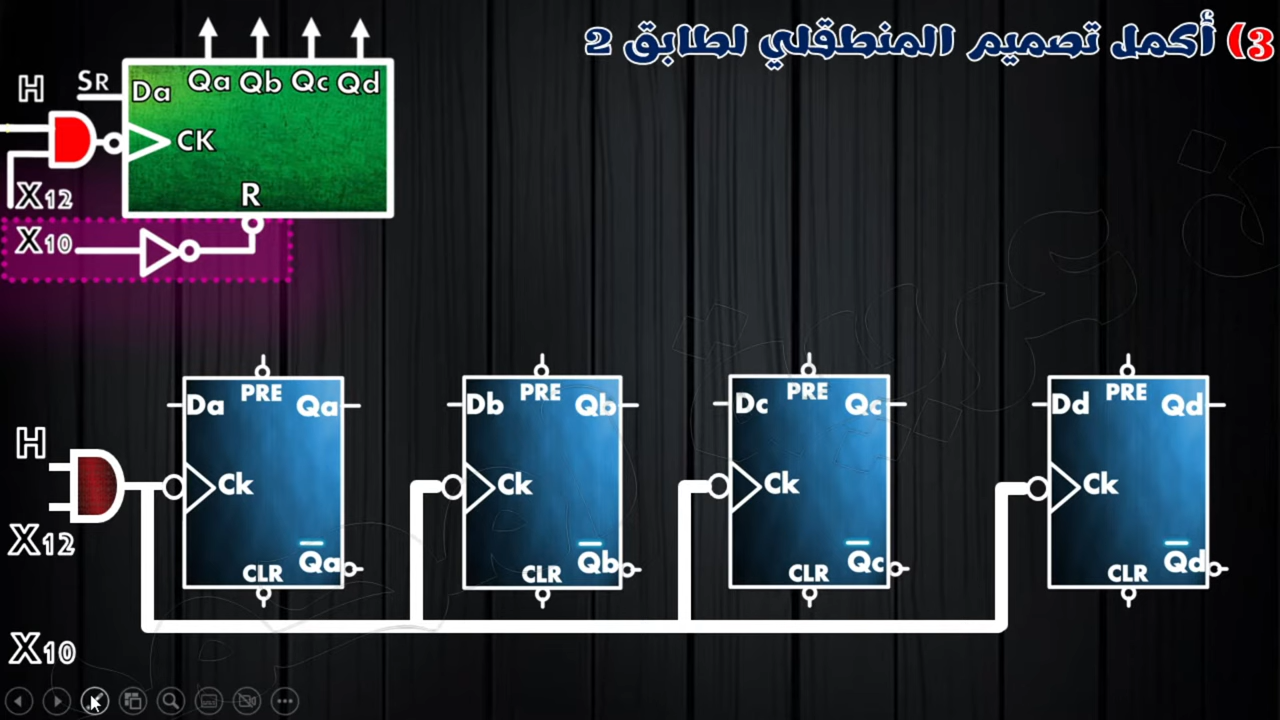 3) أكمل تصميم المنطقلي لطابق 2
H
SR
Da Qa Qb Qc Qd
CK
X12
R
X10
PRE PRE PRE PRE
Da Qa Db Qb Dc Qc Dd Qd
H
Ck Ck Ck Ck
X12
CLR Q̅a CLR Q̅b CLR Q̅c CLR Q̅d
X10